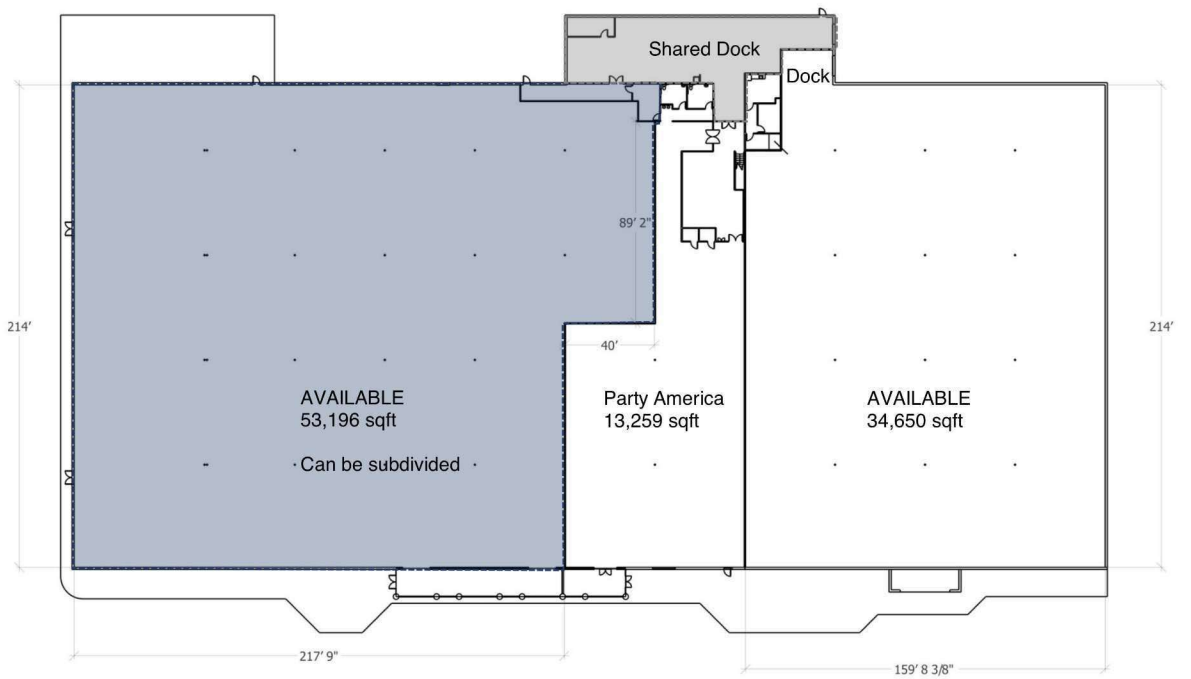 Shared Dock
Dock
89' 2"
214'
214'
40'
AVAILABLE
53,196 sqft
Can be subdivided
Party America
13,259 sqft
AVAILABLE
34,650 sqft
217' 9"
159' 8 3/8"